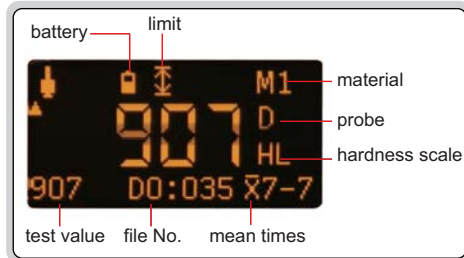 battery
limit
M1
material
907
D
probe
HL
hardness scale
907 D0:035 X̅7-7
test value
file No.
mean times